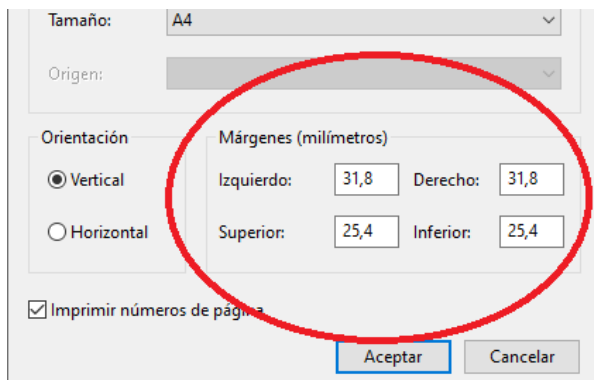 Tamaño: A4
Origen:
Orientación Márgenes (milímetros)
Vertical Izquierdo: 31,8 Derecho: 31,8
Horizontal Superior: 25,4 Inferior: 25,4
Imprimir números de página
Aceptar Cancelar